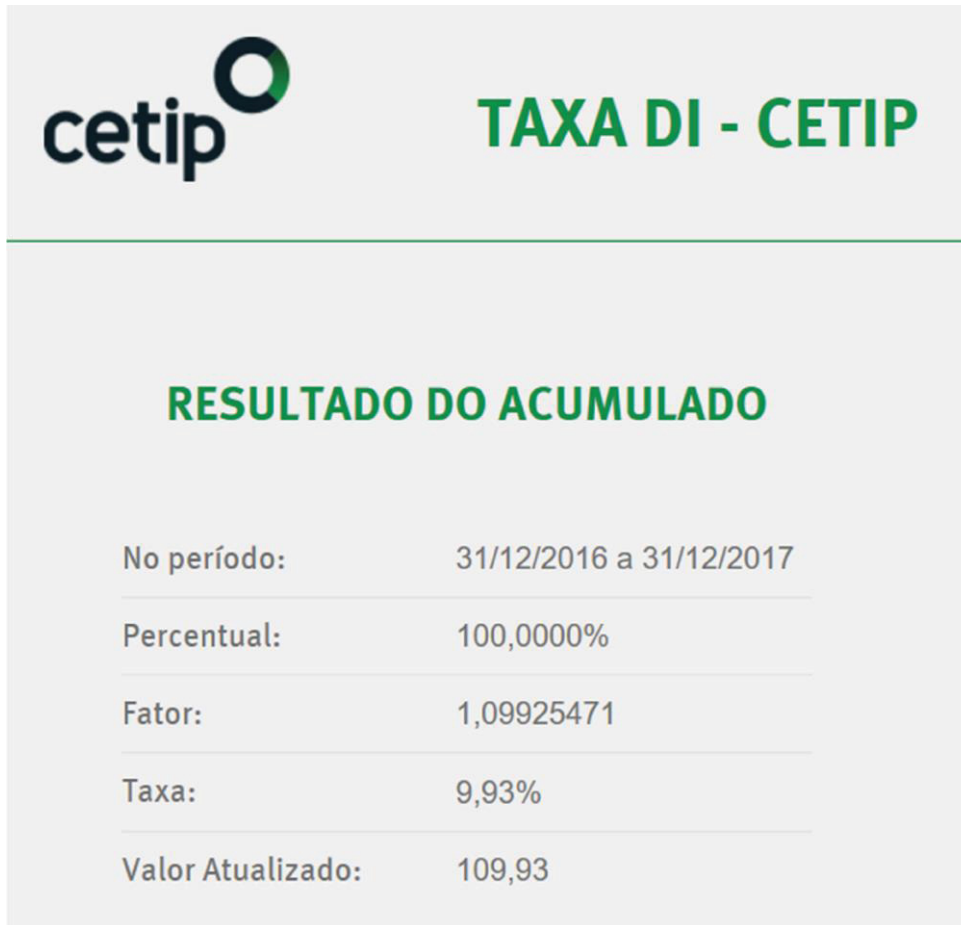 cetip
TAXA DI - CETIP
RESULTADO DO ACUMULADO
No período: 31/12/2016 a 31/12/2017
Percentual: 100,0000%
Fator: 1,09925471
Taxa: 9,93%
Valor Atualizado: 109,93